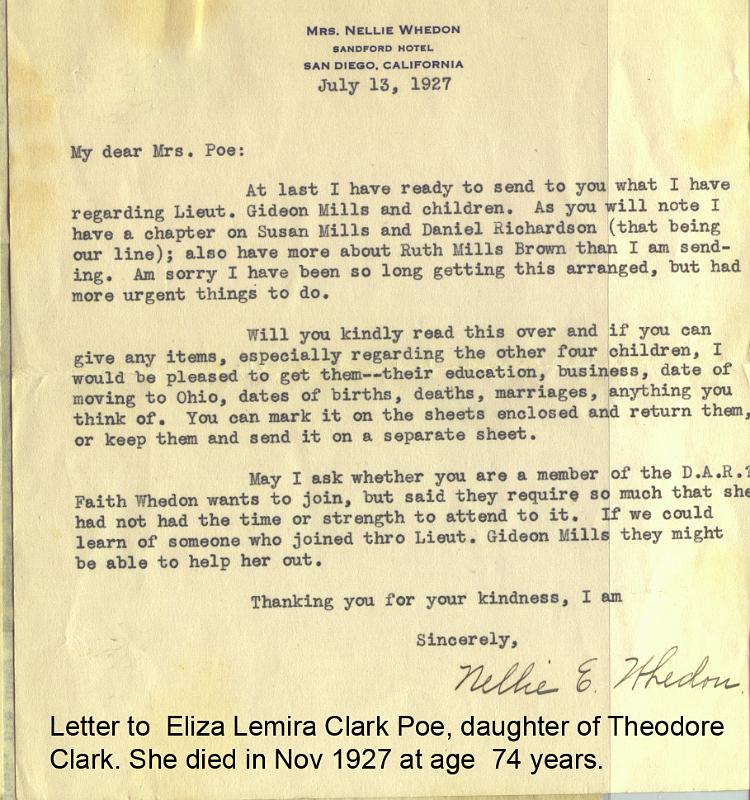 MRS. NELLIE WHEDON
SANDFORD HOTEL
SAN DIEGO, CALIFORNIA
July 13, 1927
My dear Mrs. Poe:
At last I have ready to send to you what I have
regarding Lieut. Gideon Mills and children. As you will note I
have a chapter on Susan Mills and Daniel Richardson (that being
our line); also have more about Ruth Mills Brown than I am send-
ing. Am sorry I have been so long getting this arranged, but had
more urgent things to do.
Will you kindly read this over and if you can
give any items, especially regarding the other four children, I
would be pleased to get them--their education, business, date of
moving to Ohio, dates of births, deaths, marriages, anything you
think of. You can mark it on the sheets enclosed and return them,
or keep them and send it on a separate sheet.
May I ask whether you are a member of the D.A.R.?
Faith Whedon wants to join, but said they require so much that she
had not had the time or strength to attend to it. If we could
learn of someone who joined thro Lieut. Gideon Mills they might
be able to help her out.
Thanking you for your kindness, I am
Sincerely,
Nellie E. Whedon.
Letter to Eliza Lemira Clark Poe, daughter of Theodore
Clark. She died in Nov 1927 at age 74 years.